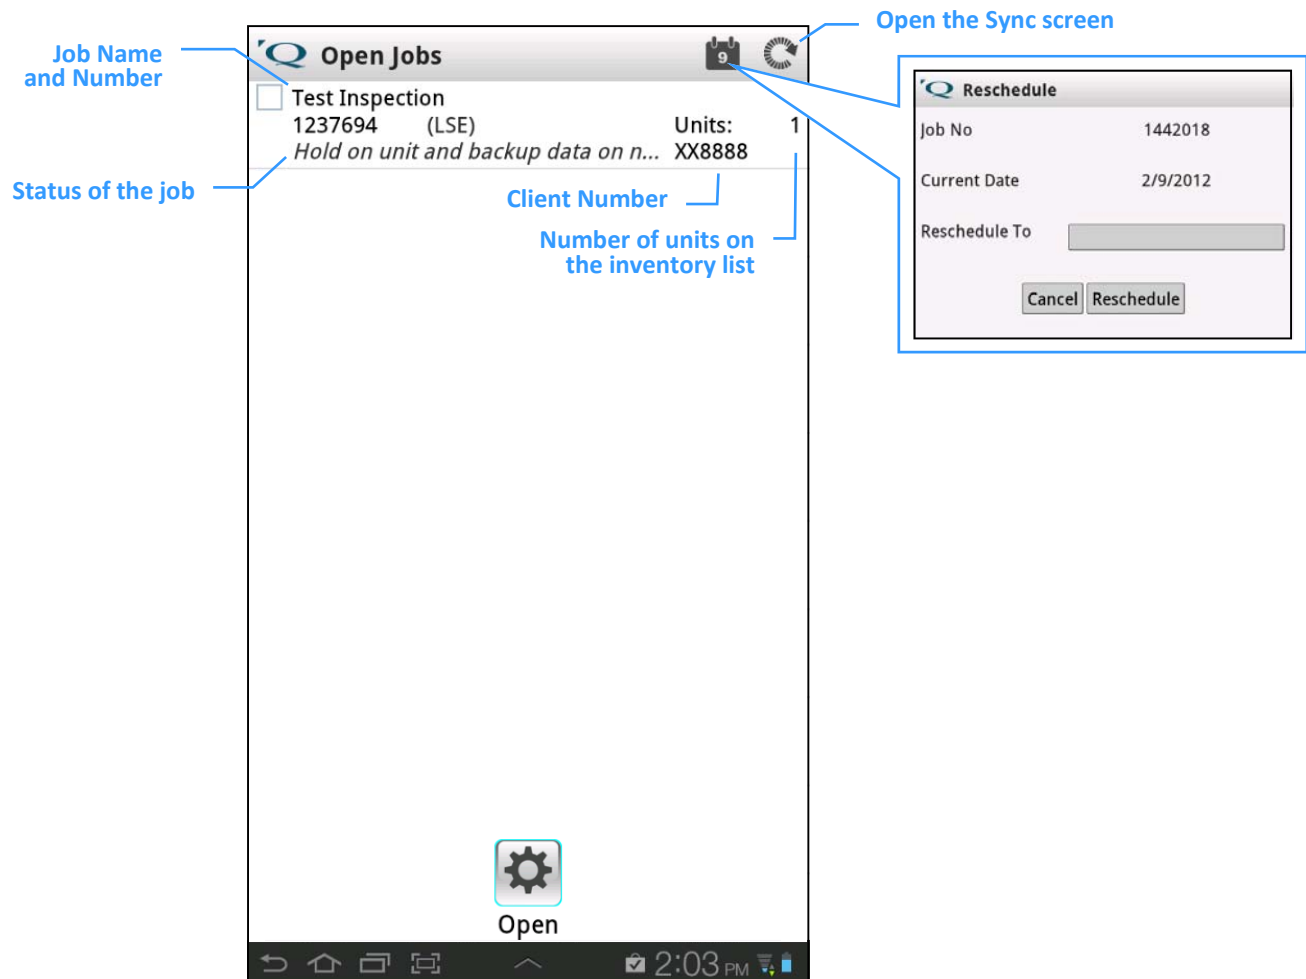 Open the Sync screen
Job Name
and Number
Open Jobs
9
Test Inspection
1237694 (LSE) Units: 1
Hold on unit and backup data on n... XX8888
Status of the job
Client Number
Number of units on
the inventory list
Reschedule
Job No 1442018
Current Date 2/9/2012
Reschedule To
Cancel Reschedule
Open
2:03 PM